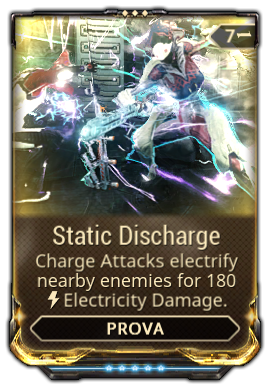 7
Static Discharge
Charge Attacks electrify
nearby enemies for 180
Electricity Damage.
PROVA